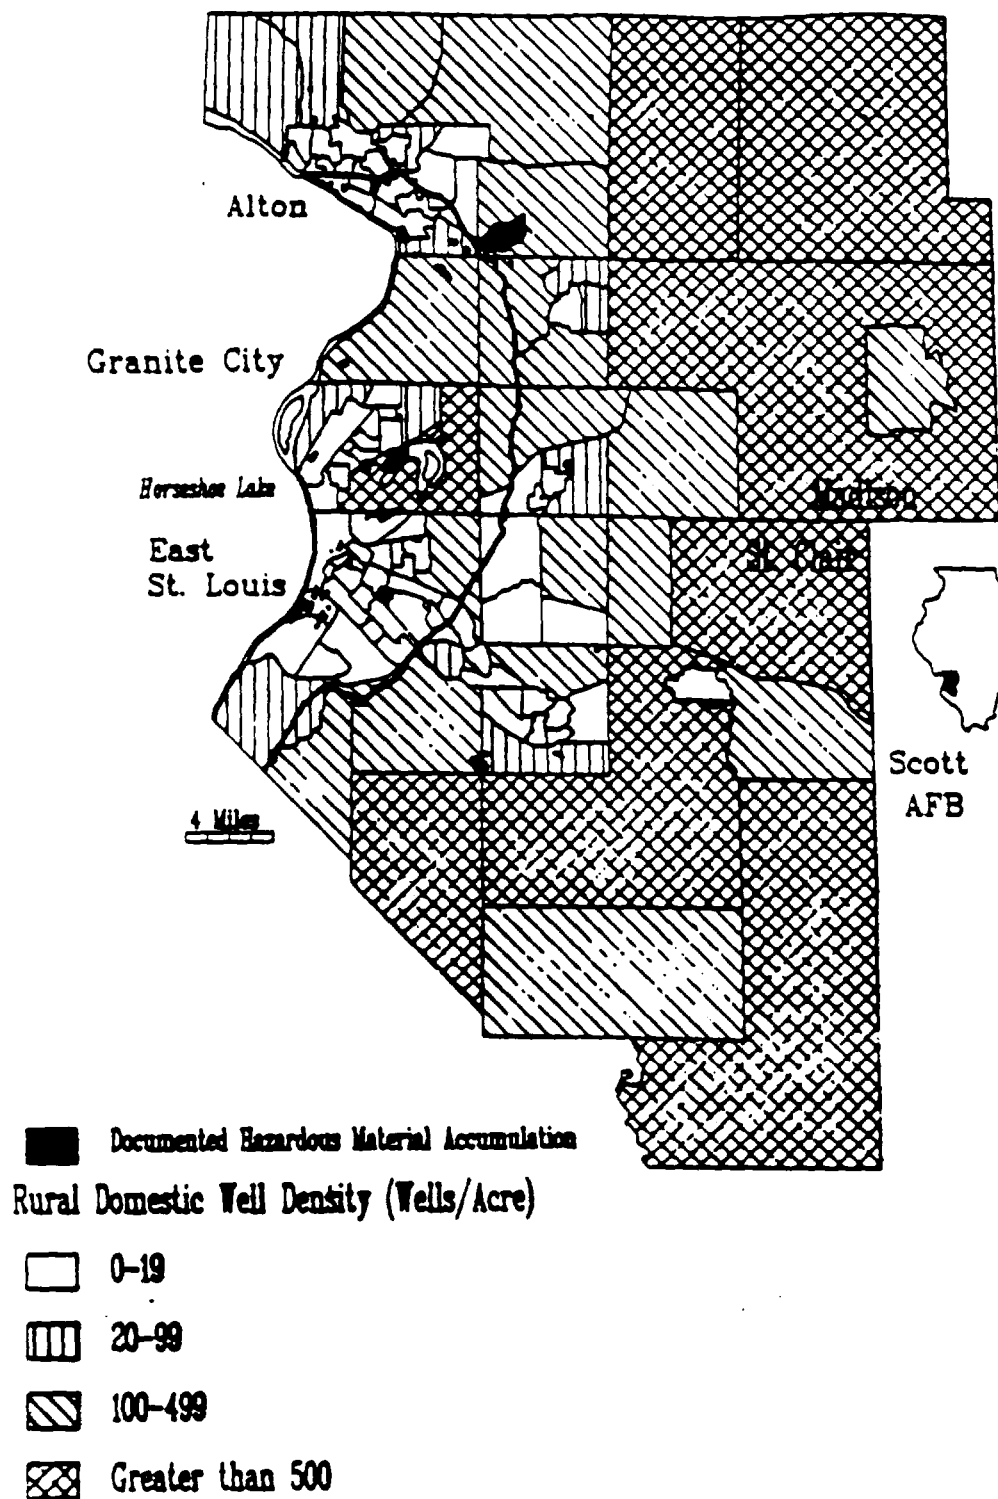 Alton
Granite City
Horseshoe Lake
Madison
East
St. Louis
St. Clair
Scott
AFB
4 Miles
Documented Hazardous Material Accumulation
Rural Domestic Well Density (Wells/Acre)
0-19
20-99
100-499
Greater than 500